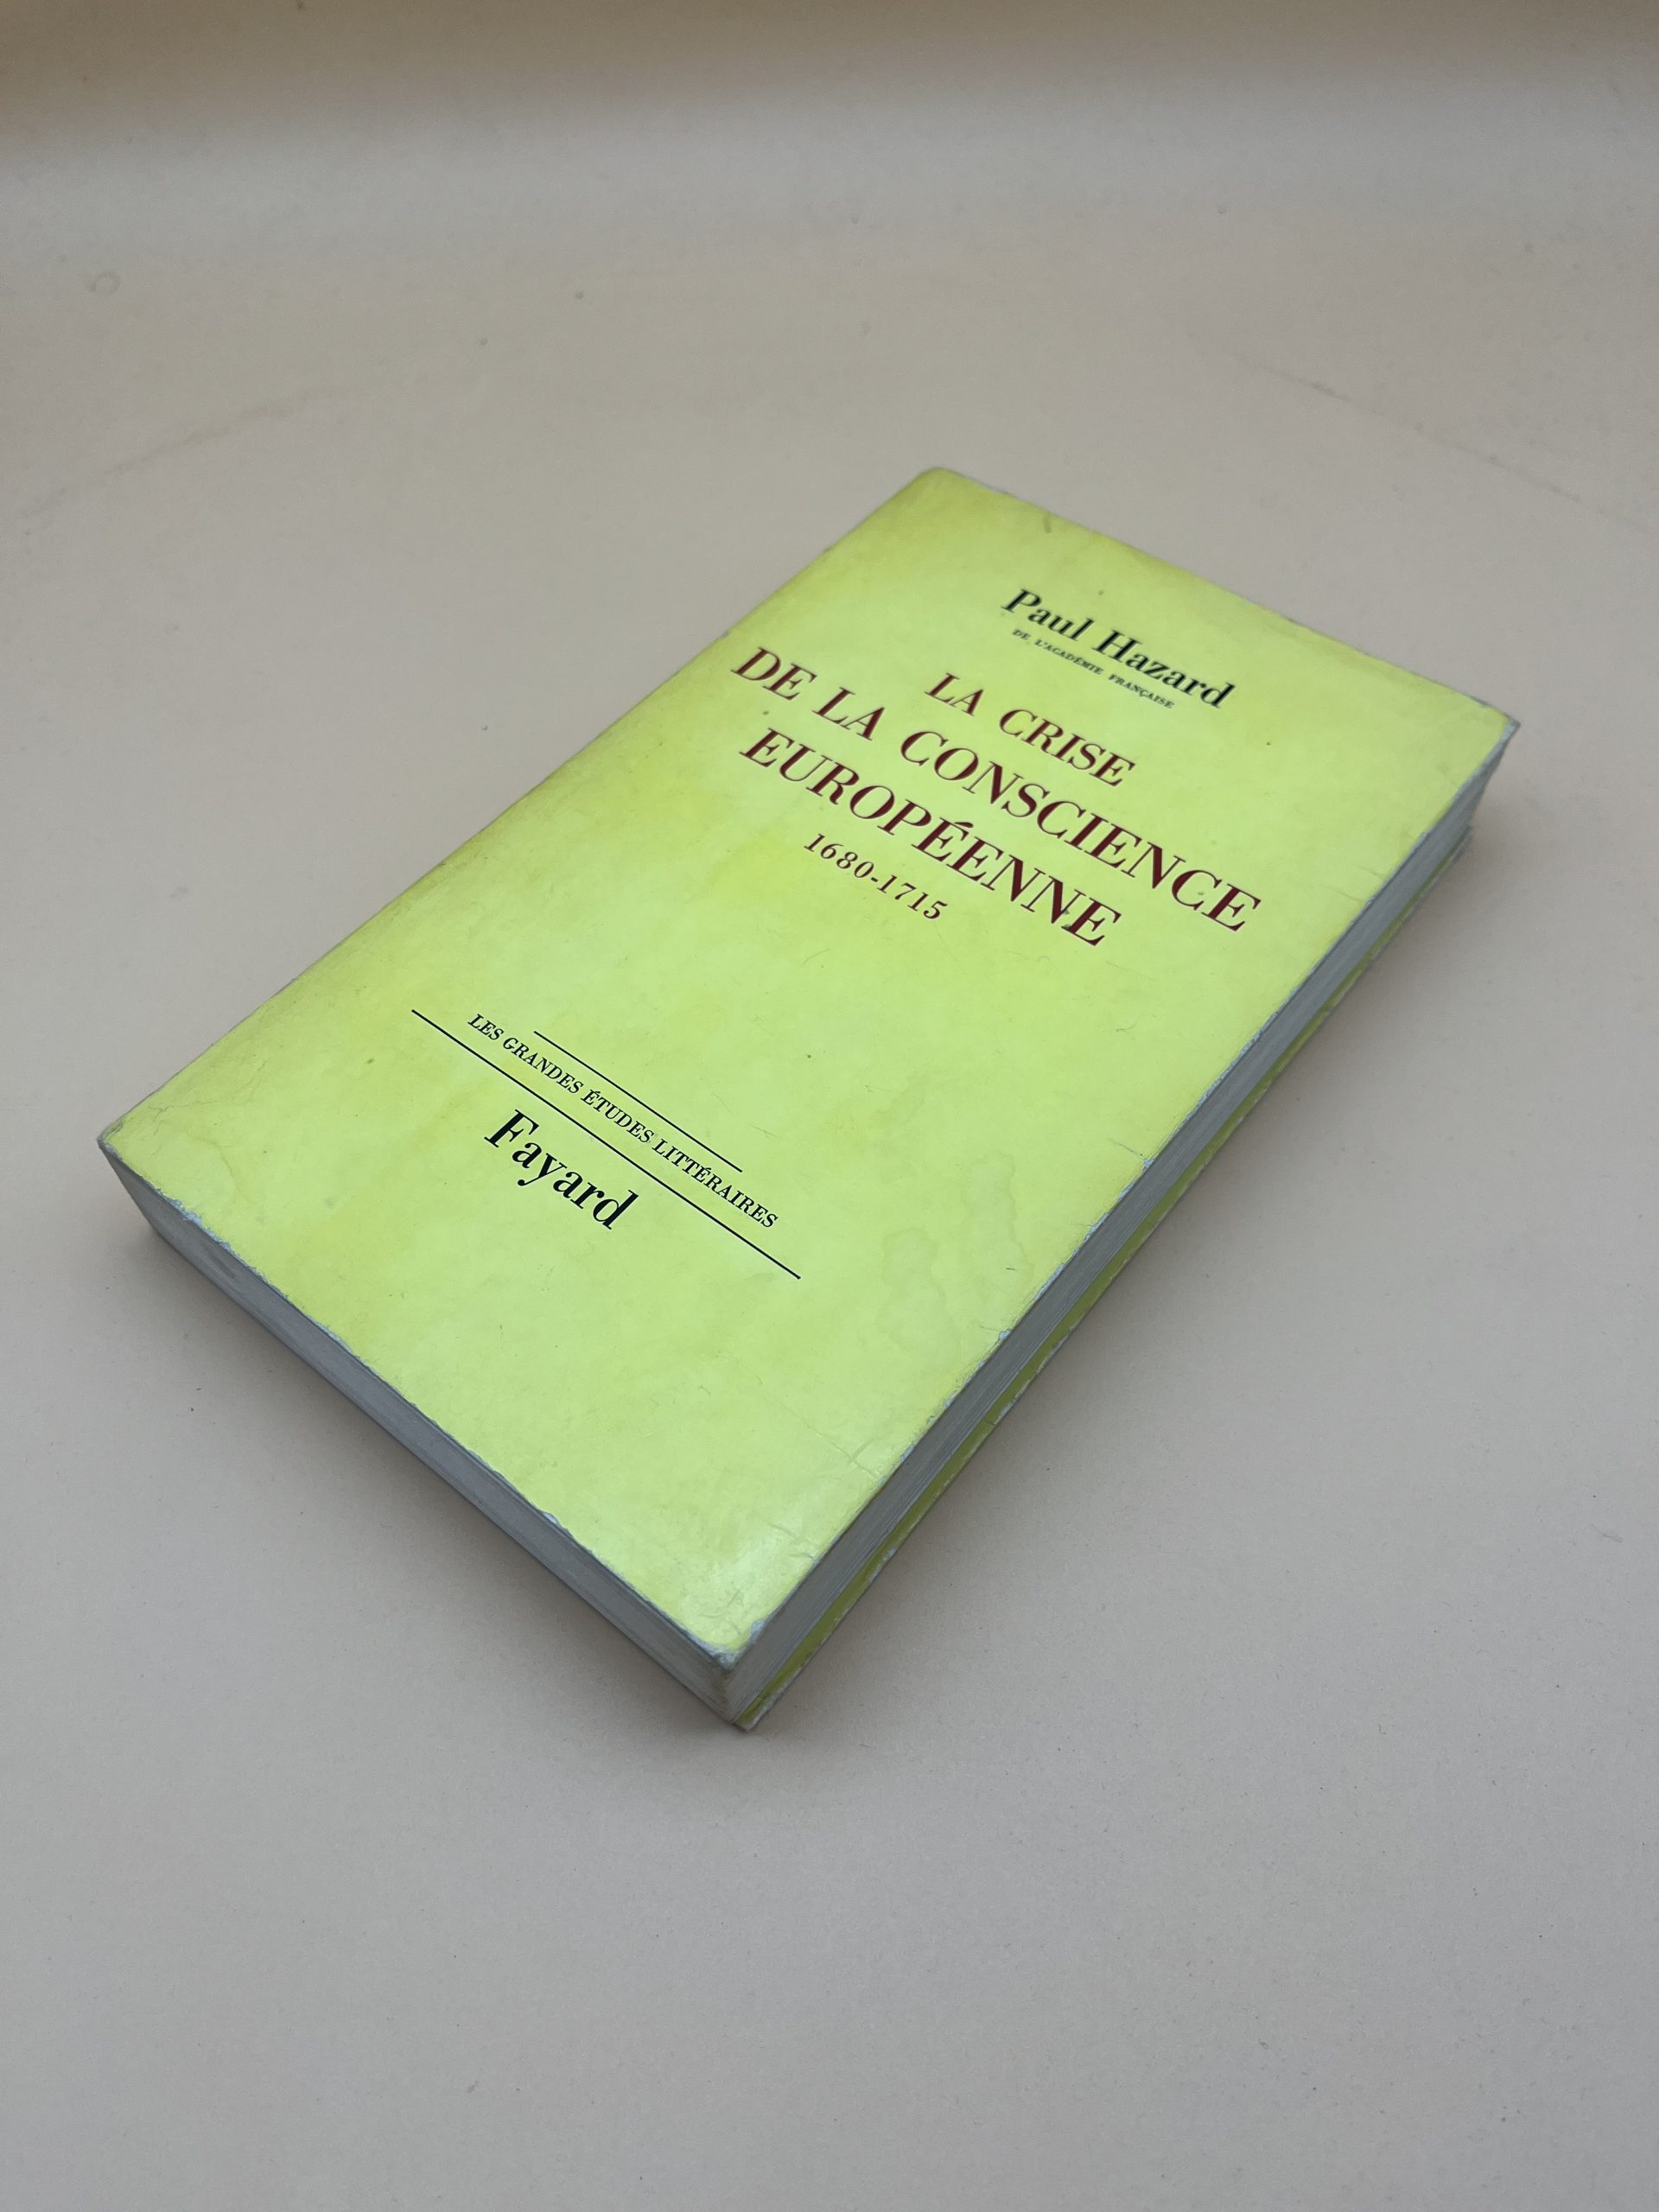 Paul Hazard
DE L'ACADÉMIE FRANÇAISE
LA CRISE
DE LA CONSCIENCE
EUROPÉENNE
1680-1715
LES GRANDES ÉTUDES LITTÉRAIRES
Fayard